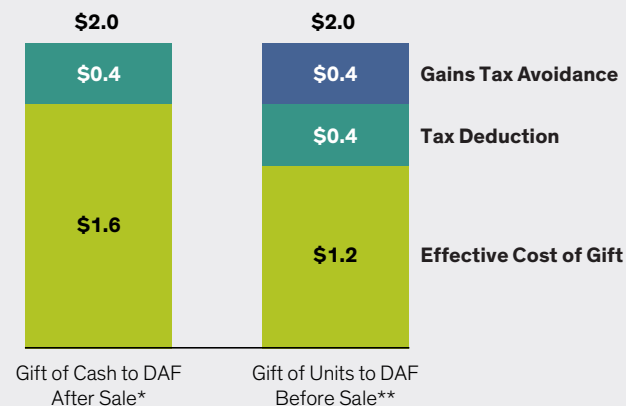 $2.0 $2.0
$0.4 $0.4 Gains Tax Avoidance
$0.4 Tax Deduction
$1.6
$1.2 Effective Cost of Gift
Gift of Cash to DAF Gift of Units to DAF
After Sale* Before Sale**